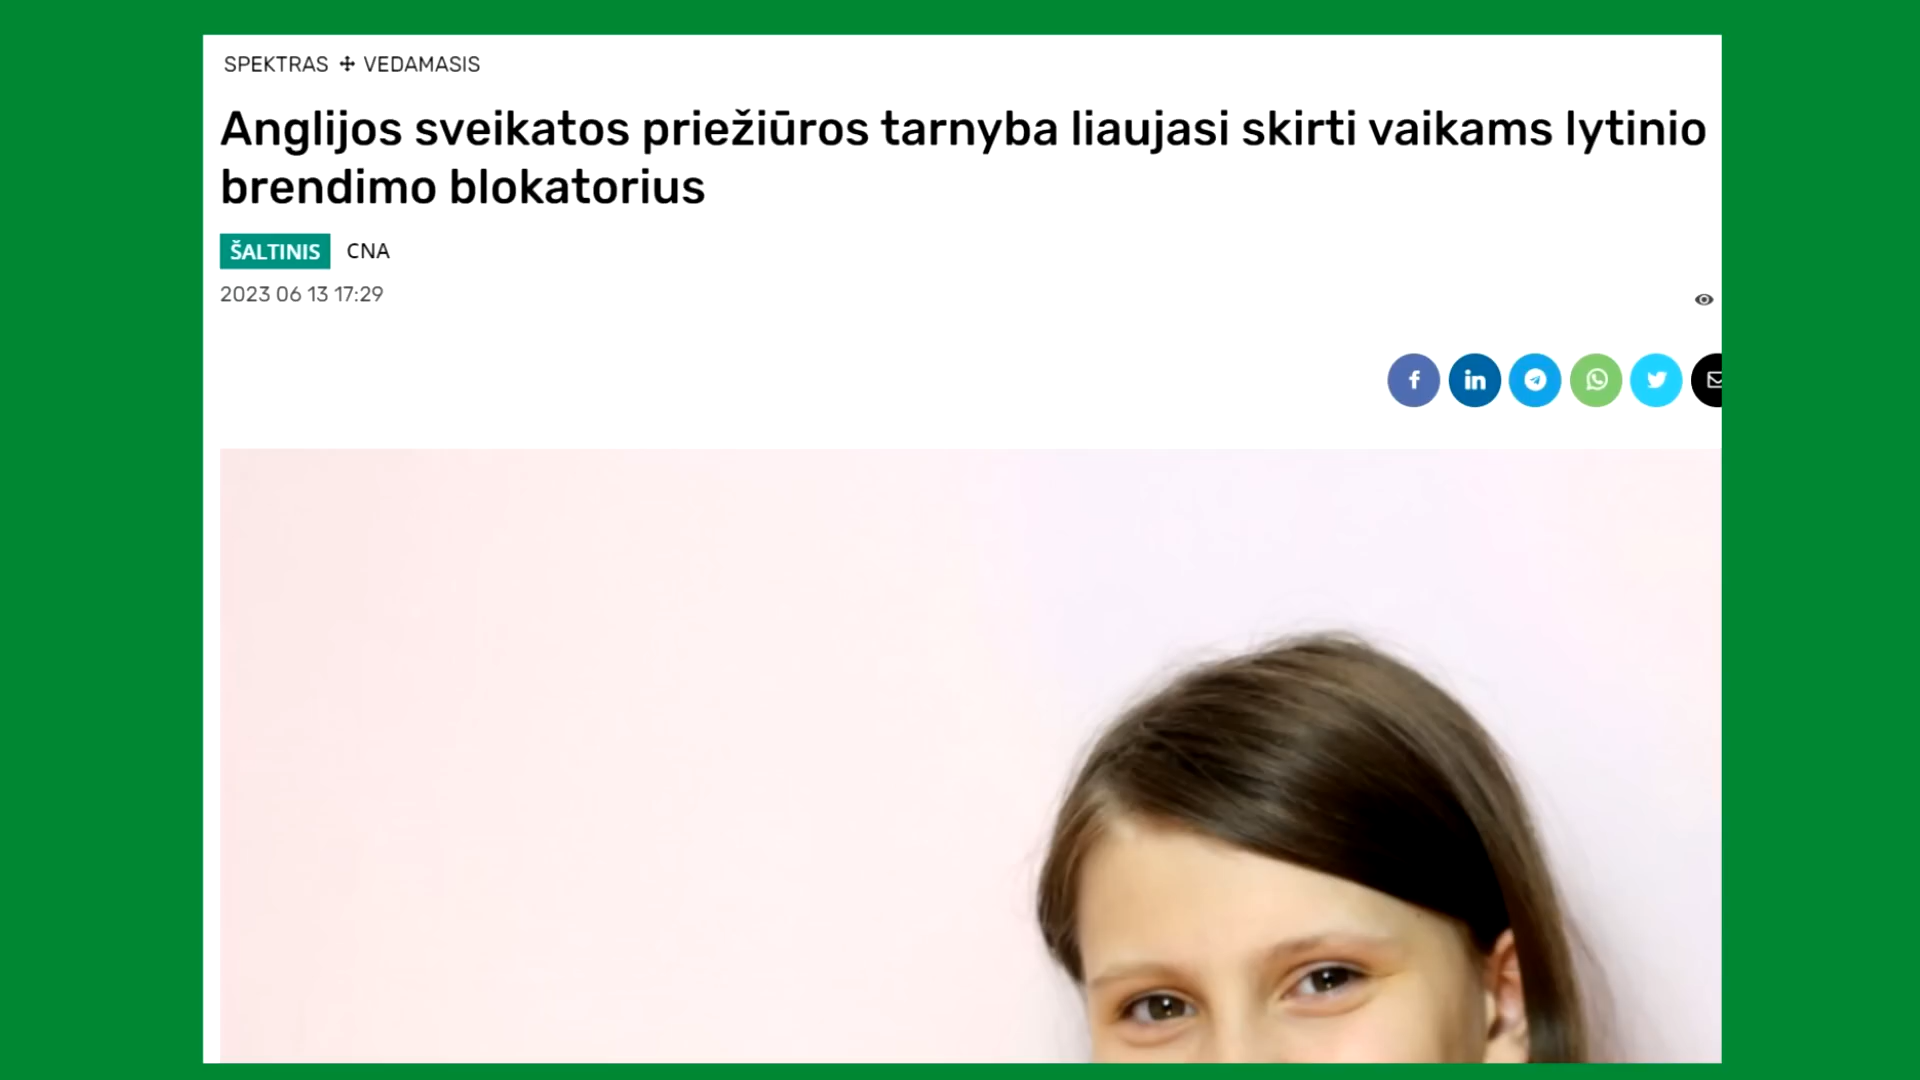 SPEKTRAS ✣ VEDAMASIS
Anglijos sveikatos priežiūros tarnyba liaujasi skirti vaikams lytinio
brendimo blokatorius
ŠALTINIS CNA
2023 06 13 17:29